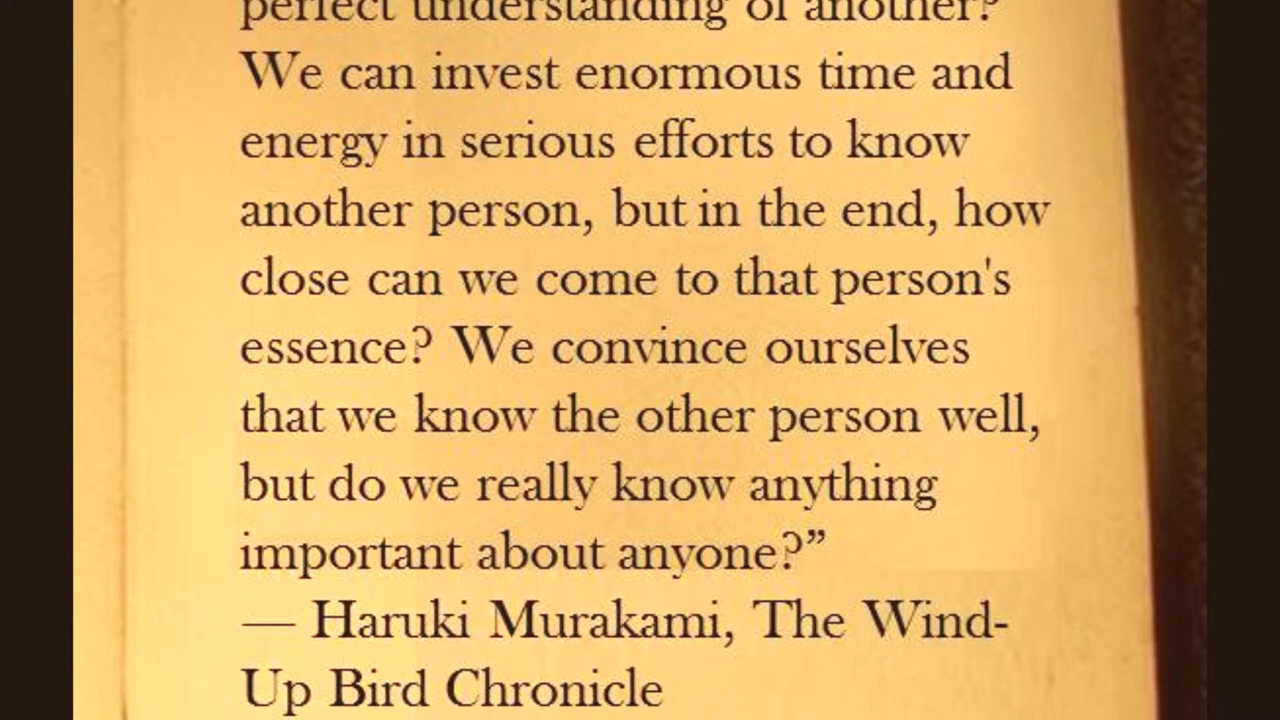 perfect understanding of another?
We can invest enormous time and
energy in serious efforts to know
another person, but in the end, how
close can we come to that person's
essence? We convince ourselves
that we know the other person well,
but do we really know anything
important about anyone?”
— Haruki Murakami, The Wind-
Up Bird Chronicle